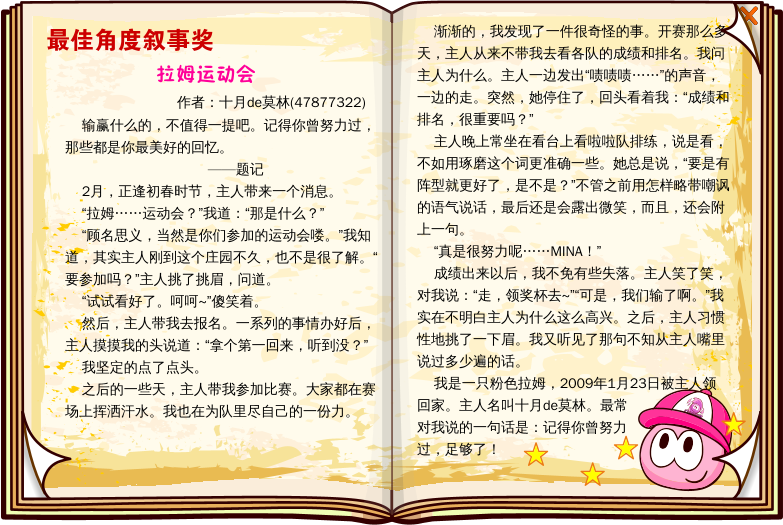 最佳角度叙事奖
拉姆运动会
作者：十月de莫林(47877322)
输赢什么的，不值得一提吧。记得你曾努力过，
那些都是你最美好的回忆。
——题记
2月，正逢初春时节，主人带来一个消息。
“拉姆……运动会？”我道：“那是什么？”
“顾名思义，当然是你们参加的运动会喽。”我知
道，其实主人刚到这个庄园不久，也不是很了解。“
要参加吗？”主人挑了挑眉，问道。
“试试看好了。呵呵~”傻笑着。
然后，主人带我去报名。一系列的事情办好后，
主人摸摸我的头说道：“拿个第一回来，听到没？”
我坚定的点了点头。
之后的一些天，主人带我参加比赛。大家都在赛
场上挥洒汗水。我也在为队里尽自己的一份力。
渐渐的，我发现了一件很奇怪的事。开赛那么多
天，主人从来不带我去看各队的成绩和排名。我问
主人为什么。主人一边发出“啧啧啧……”的声音，
一边的走。突然，她停住了，回头看着我：“成绩和
排名，很重要吗？”
主人晚上常坐在看台上看啦啦队排练，说是看，
不如用琢磨这个词更准确一些。她总是说，“要是有
阵型就更好了，是不是？”不管之前用怎样略带嘲讽
的语气说话，最后还是会露出微笑，而且，还会附
上一句。
“真是很努力呢……MINA！”
成绩出来以后，我不免有些失落。主人笑了笑，
对我说：“走，领奖杯去~”“可是，我们输了啊。”我
实在不明白主人为什么这么高兴。之后，主人习惯
性地挑了一下眉。我又听见了那句不知从主人嘴里
说过多少遍的话。
我是一只粉色拉姆，2009年1月23日被主人领
回家。主人名叫十月de莫林。最常
对我说的一句话是：记得你曾努力
过，足够了！